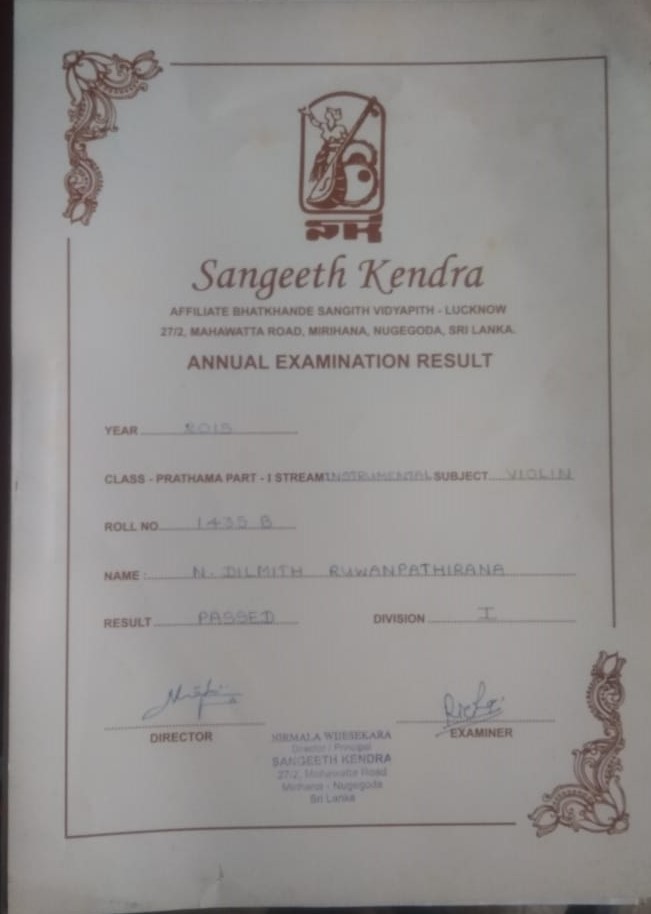 Sangeeth Kendra
AFFILIATE BHATKHANDE SANGITH VIDYAPITH - LUCKNOW
27/2, MAHAWATTA ROAD, MIRIHANA, NUGEGODA, SRI LANKA.
ANNUAL EXAMINATION RESULT
YEAR 2015
CLASS - PRATHAMA PART - I STREAM INSTRUMENTAL SUBJECT VIOLIN
ROLL NO 1435 B
NAME : N. DILMITH RUWANPATHIRANA
RESULT PASSED DIVISION I
DIRECTOR EXAMINER
NIRMALA WIJESEKARA
Director / Principal
SANGEETH KENDRA
27/2, Mahawatta Road
Mirihana - Nugegoda
Sri Lanka